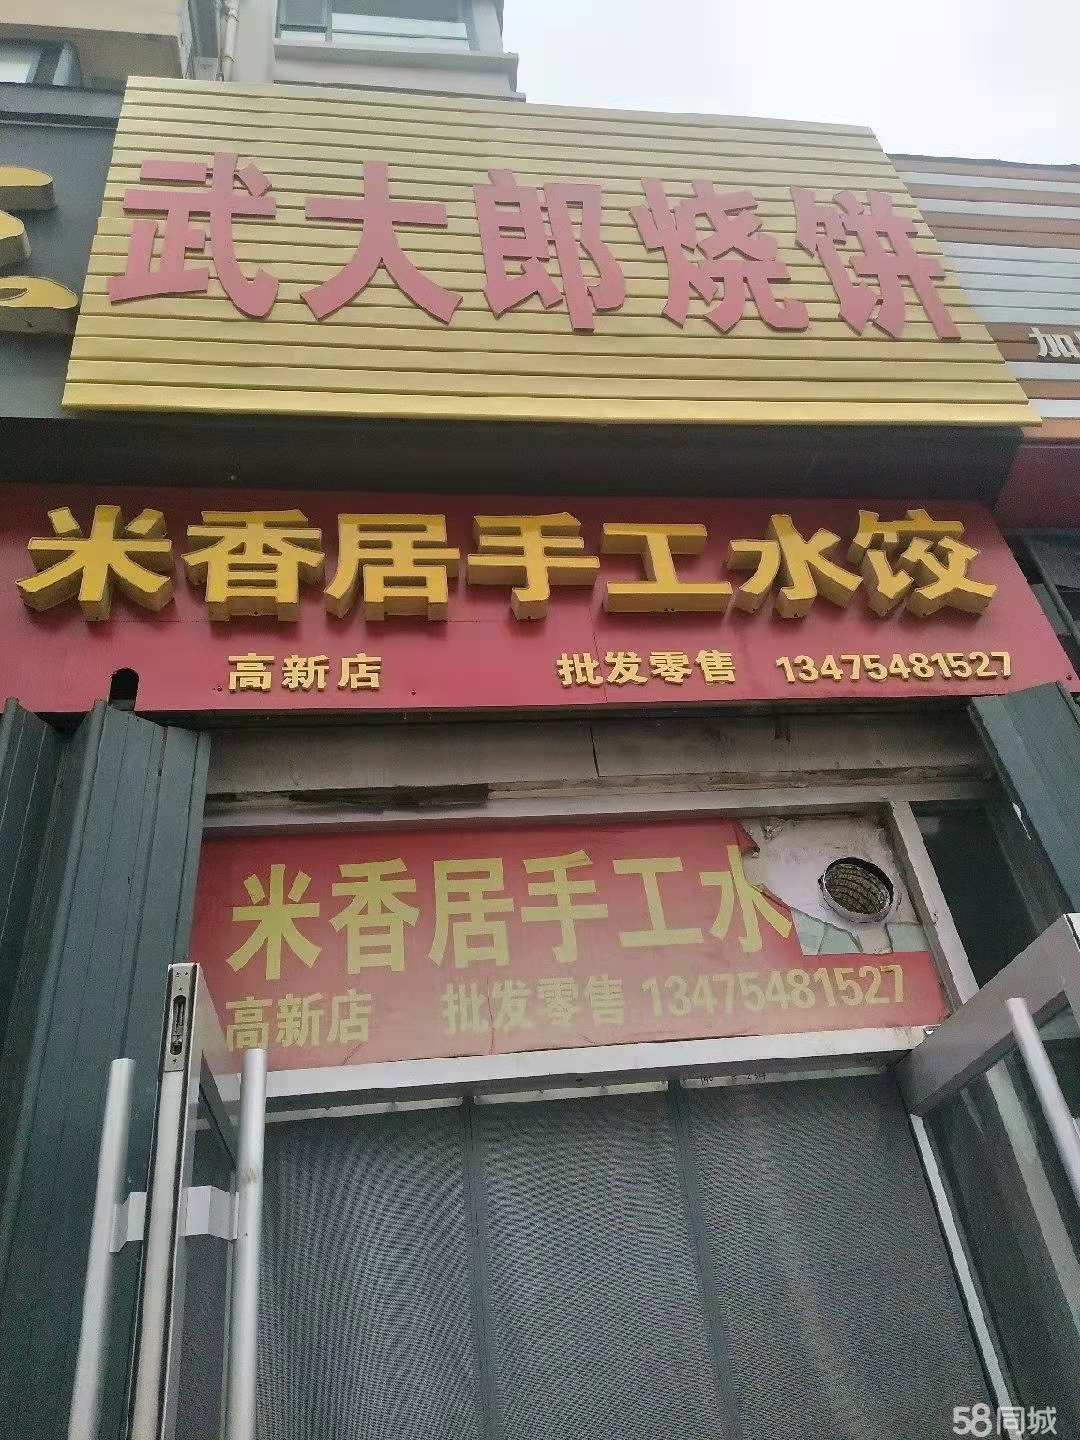 武大郎烧饼
加
米香居手工水饺
高新店 批发零售 13475481527
米香居手工水
高新店 批发零售 13475481527
58同城